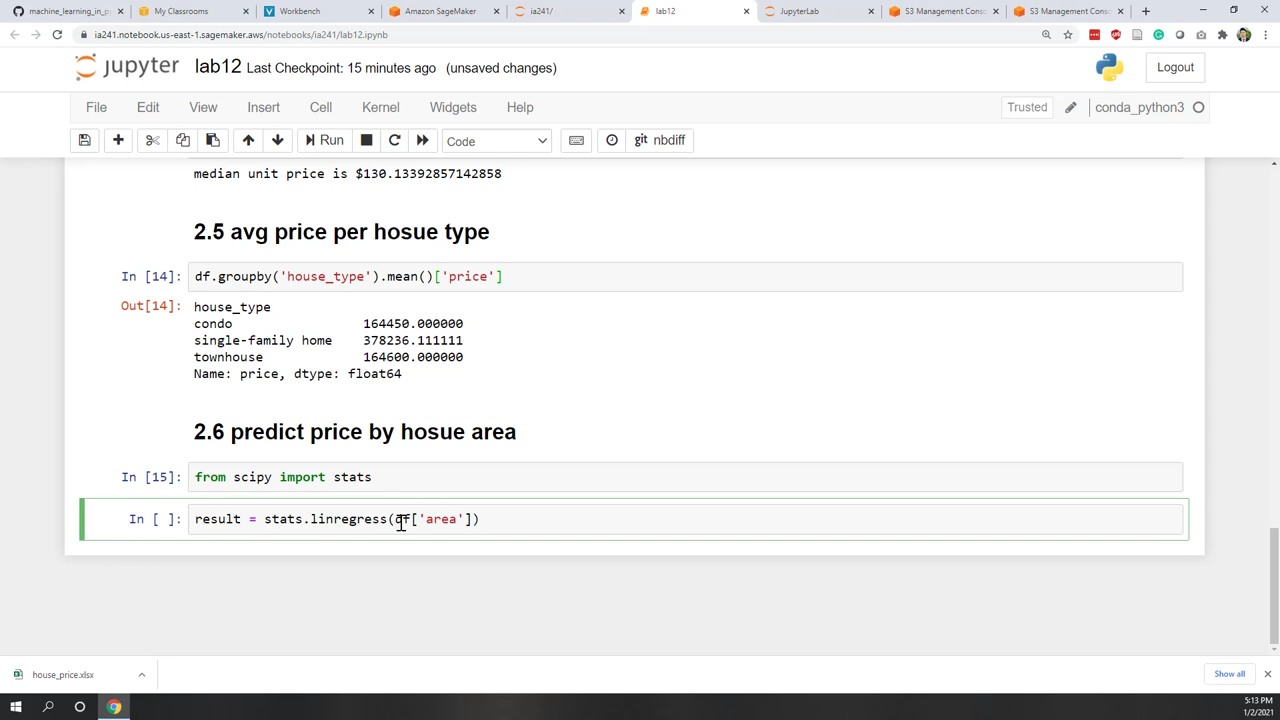 machine_learning_in_p
My Classrooms
Workbench
Amazon SageMaker
ia241/
lab12
JupyterLab
S3 Management Cons
S3 Management Cons
ia241.notebook.us-east-1.sagemaker.aws/notebooks/ia241/lab12.ipynb
jupyter lab12 Last Checkpoint: 15 minutes ago (unsaved changes)
Logout
File Edit View Insert Cell Kernel Widgets Help
Trusted conda_python3
Run Code git nbdiff
median unit price is $130.13392857142858
2.5 avg price per hosue type
In [14]: df.groupby('house_type').mean()['price']
Out[14]: house_type
condo 164450.000000
single-family home 378236.111111
townhouse 164600.000000
Name: price, dtype: float64
2.6 predict price by hosue area
In [15]: from scipy import stats
In [ ]: result = stats.linregress(df['area'])
house_price.xlsx
Show all
5:13 PM
1/2/2021